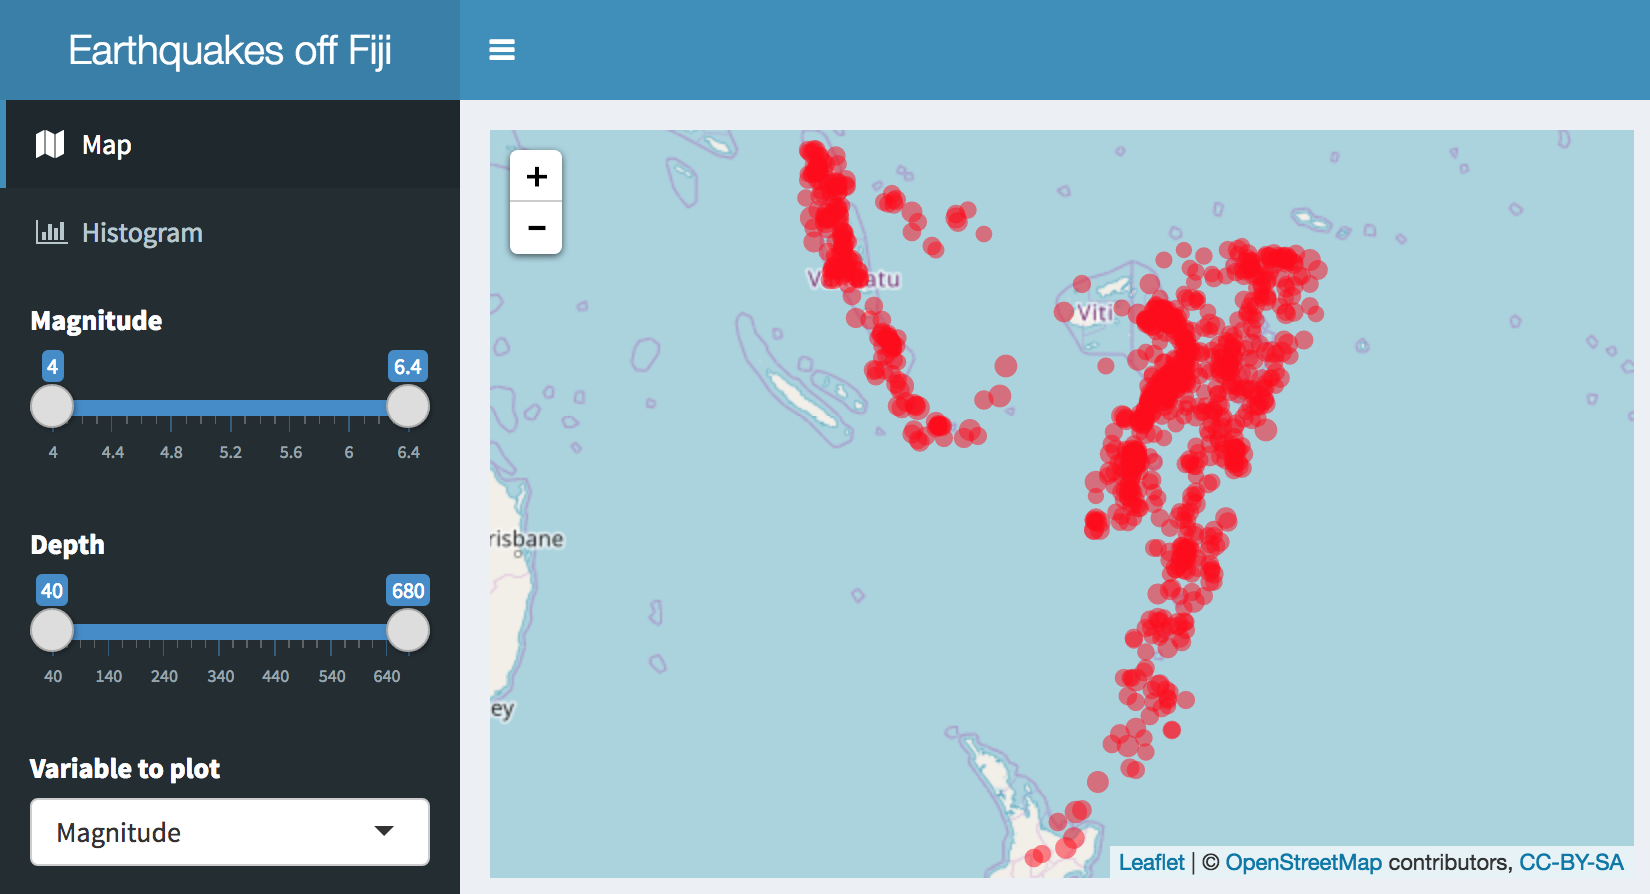 Earthquakes off Fiji
Map
Histogram
Magnitude
4 6.4
4 4.4 4.8 5.2 5.6 6 6.4
Depth
40 680
40 140 240 340 440 540 640
Variable to plot
Magnitude
+
−
V atu
Viti
risbane
ey
Leaflet | © OpenStreetMap contributors, CC-BY-SA